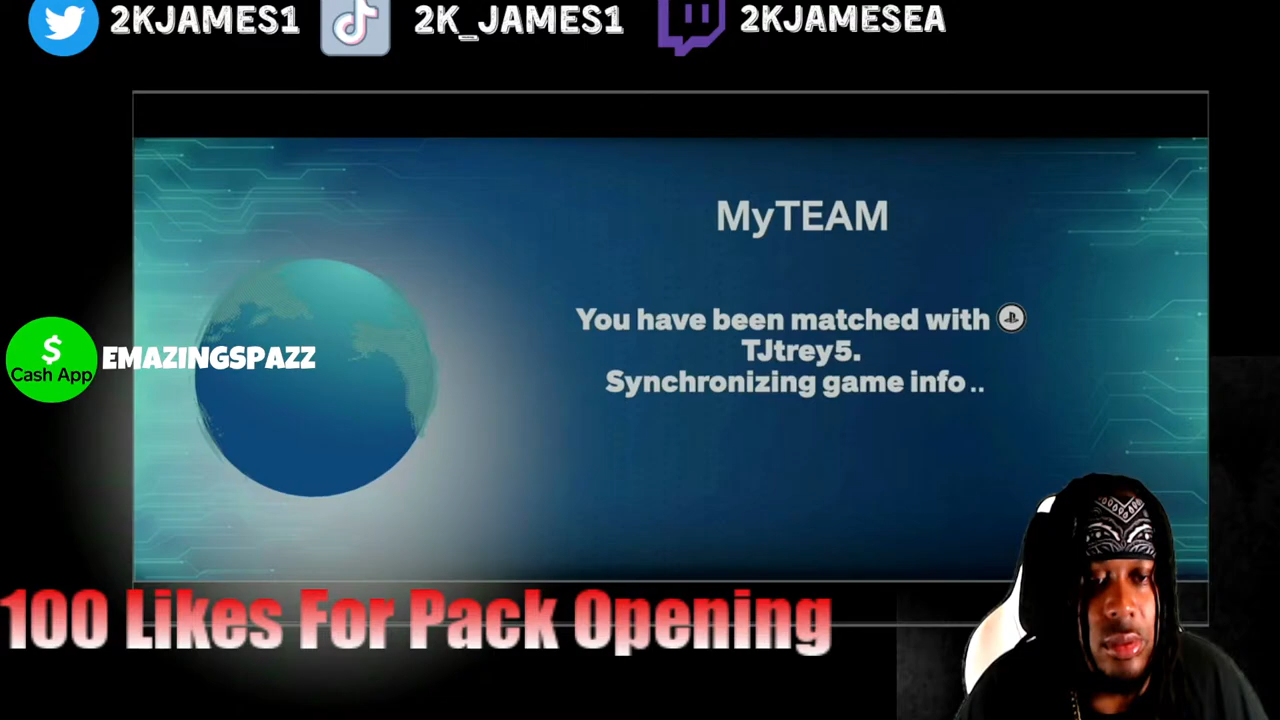 2KJAMES1 2K_JAMES1 2KJAMESEA
MyTEAM
You have been matched with
TJtrey5.
Synchronizing game info..
$
Cash App EMAZINGSPAZZ
100 Likes For Pack Opening